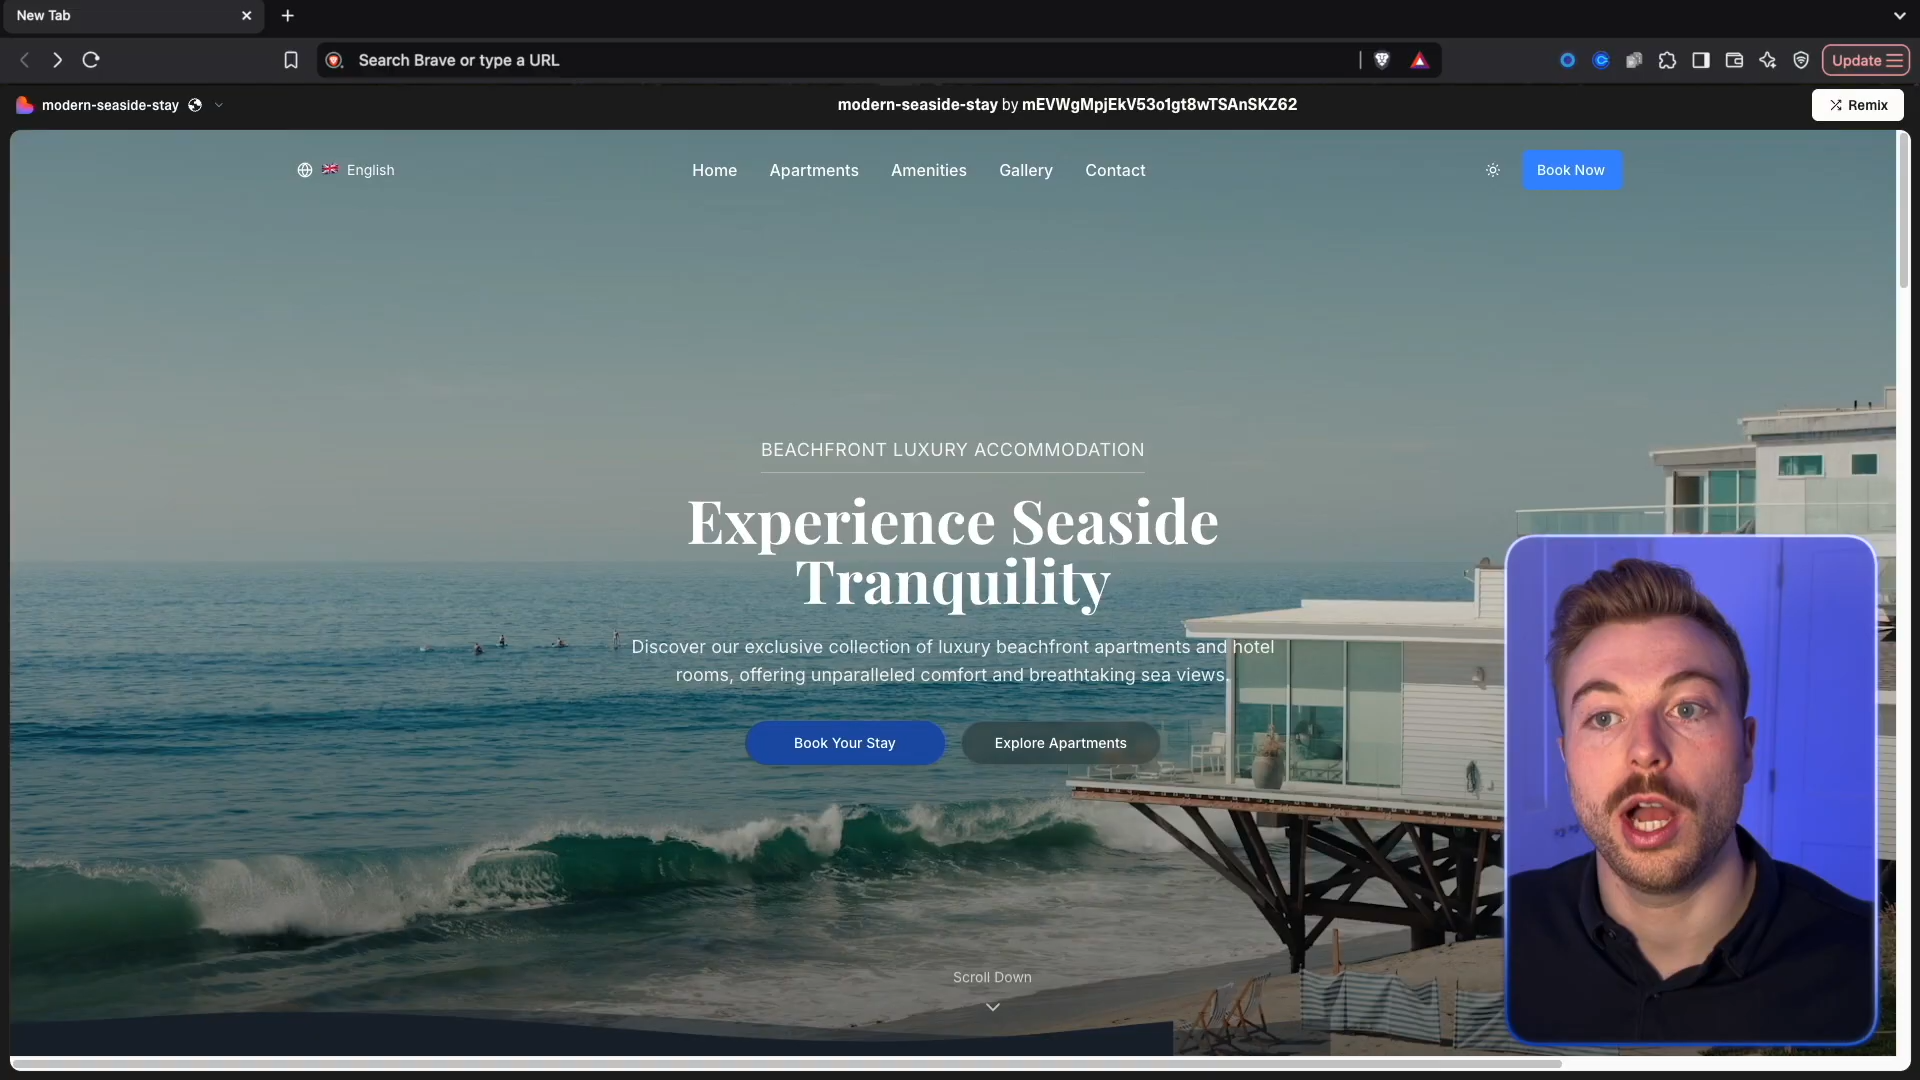 New Tab
Search Brave or type a URL
Update
modern-seaside-stay
modern-seaside-stay by mEVWgMpjEkV53o1gt8wTSAnSKZ62
Remix
English
Home
Apartments
Amenities
Gallery
Contact
Book Now
BEACHFRONT LUXURY ACCOMMODATION
Experience Seaside
Tranquility
Discover our exclusive collection of luxury beachfront apartments and hotel
rooms, offering unparalleled comfort and breathtaking sea views.
Book Your Stay
Explore Apartments
Scroll Down